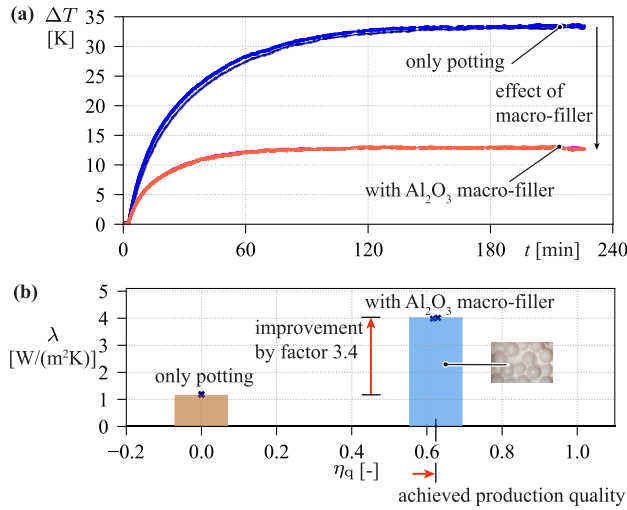 (a) ΔT
[K]
35
30
25
20
15
10
5
0
only potting
effect of
macro-filler
with Al₂O₃ macro-filler
0 60 120 180 t [min] 240
(b)
with Al₂O₃ macro-filler
λ
[W/(m²K)]
5
4
3
2
1
0
improvement
by factor 3.4
only potting
−0.2 0.0 0.2 0.4 0.6 0.8 1.0
ηq [-]
achieved production quality